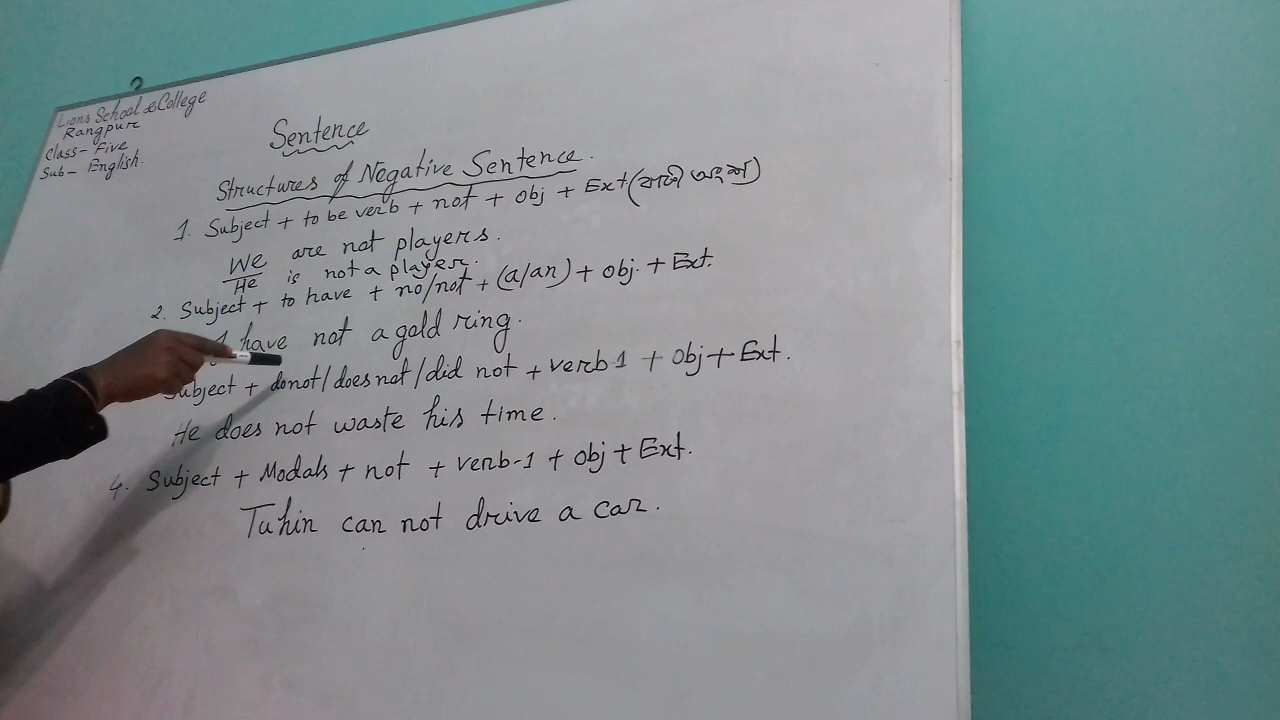 Lions School & College
Rangpur
Class- Five
Sub- English.
Sentence
Structures of Negative Sentence.
1. Subject + to be verb + not + obj + Ext. (বাকী অংশ)
We are not players.
He is not a player.
2. Subject + to have + no/not + (a/an) + obj. + Ext.
I have not a gold ring.
Subject + donot/does not/did not + verb-1 + obj + Ext.
He does not waste his time.
4. Subject + Modals + not + verb-1 + obj + Ext.
Tuhin can not drive a car.